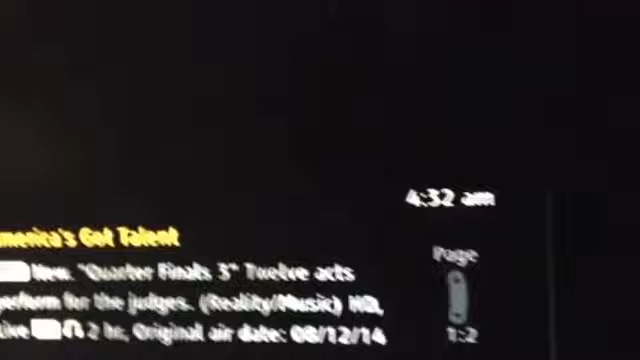 4:32 am
merica's Got Talent
Page
New. "Quarter Finals 3" Twelve acts
perform for the judges. (Reality/Music) HD,
Live 2 hr, Original air date: 08/12/14
1:2